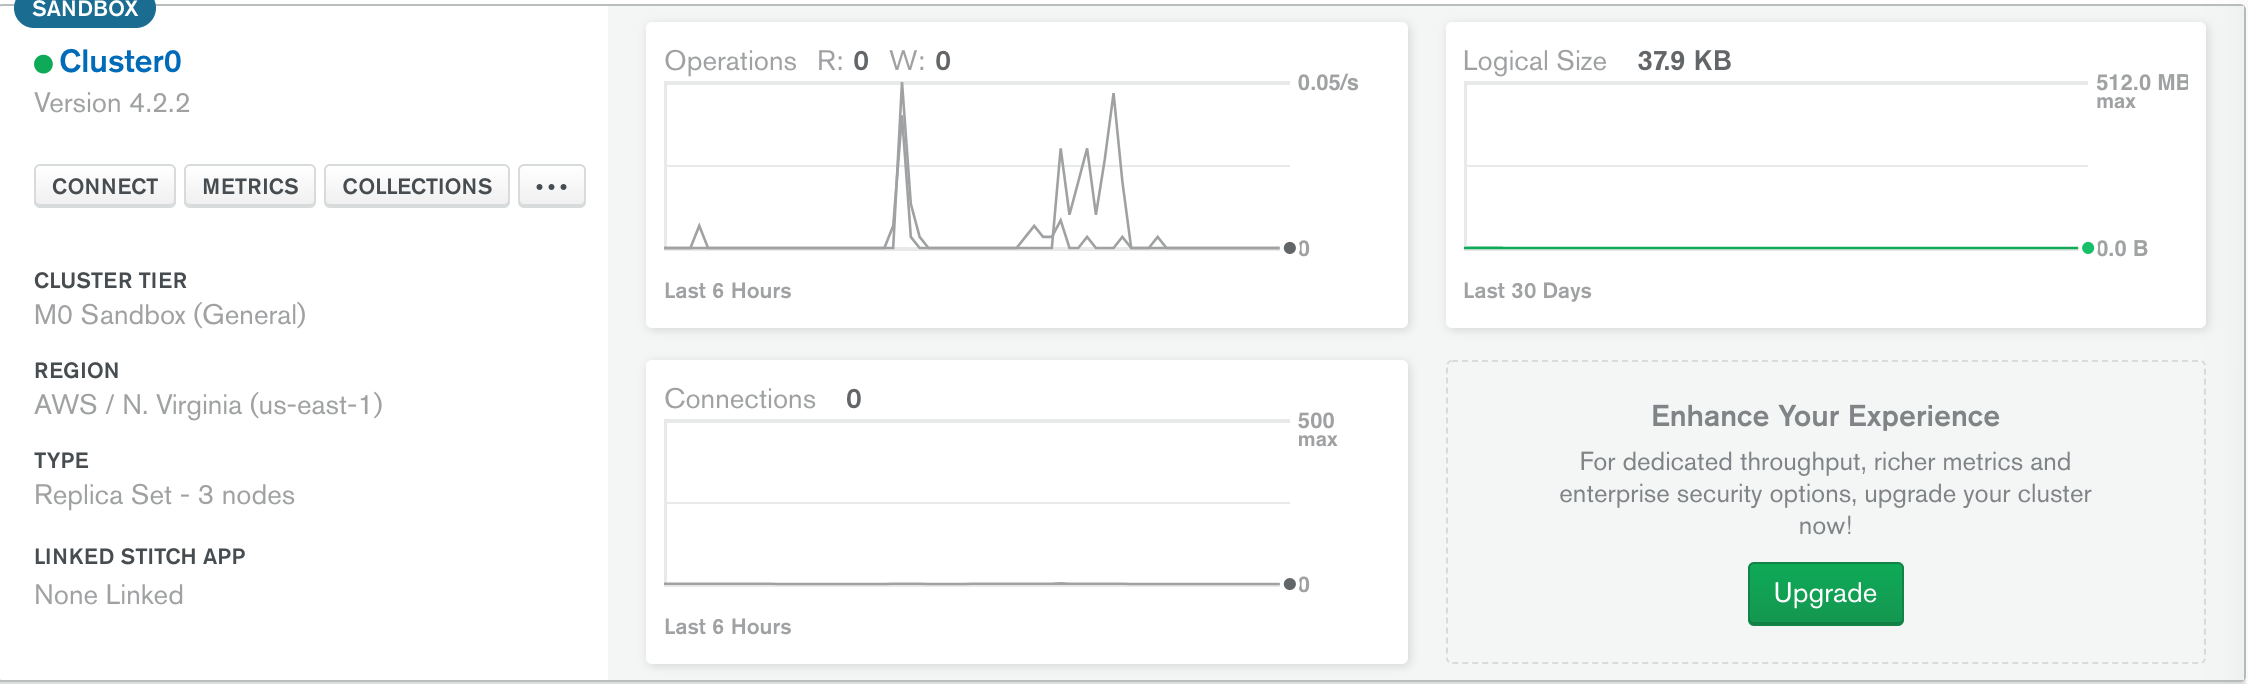 SANDBOX
Cluster0
Version 4.2.2
CONNECT METRICS COLLECTIONS ...
CLUSTER TIER
M0 Sandbox (General)
REGION
AWS / N. Virginia (us-east-1)
TYPE
Replica Set - 3 nodes
LINKED STITCH APP
None Linked
Operations R: 0 W: 0
0.05/s
0
Last 6 Hours
Logical Size 37.9 KB
512.0 MB
max
0.0 B
Last 30 Days
Connections 0
500
max
0
Last 6 Hours
Enhance Your Experience
For dedicated throughput, richer metrics and
enterprise security options, upgrade your cluster
now!
Upgrade